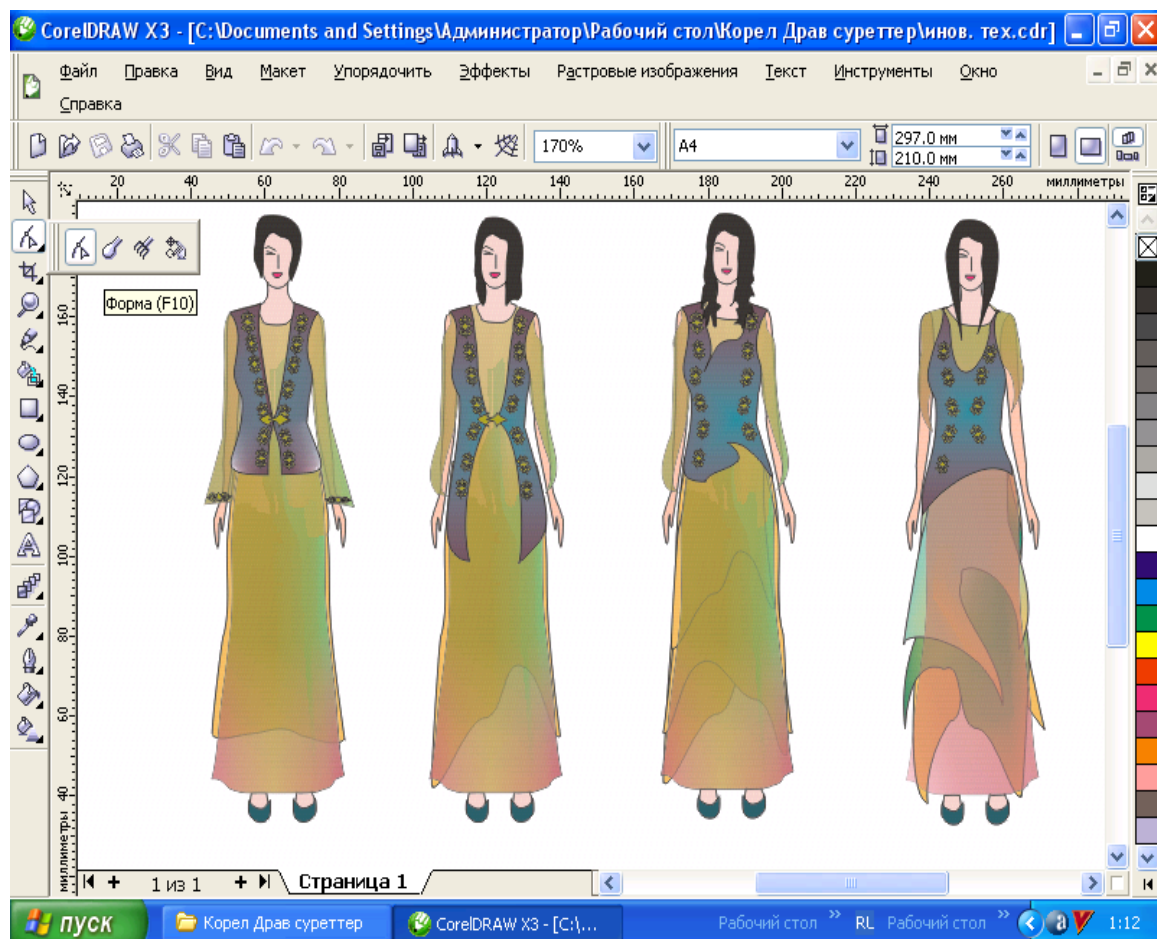 CorelDRAW X3 - [C:\Documents and Settings\Администратор\Рабочий стол\Корел Драв суреттер\инов. тех.cdr]
Файл Правка Вид Макет Упорядочить Эффекты Растровые изображения Текст Инструменты Окно
Справка
170% A4 297.0 мм
210.0 мм
20 40 60 80 100 120 140 160 180 200 220 240 260 миллиметры
Форма (F10)
160
140
120
100
80
60
40
миллиметры
1 из 1 Страница 1
пуск Корел Драв суреттер CorelDRAW X3 - [C:\... Рабочий стол » RL Рабочий стол » 1:12